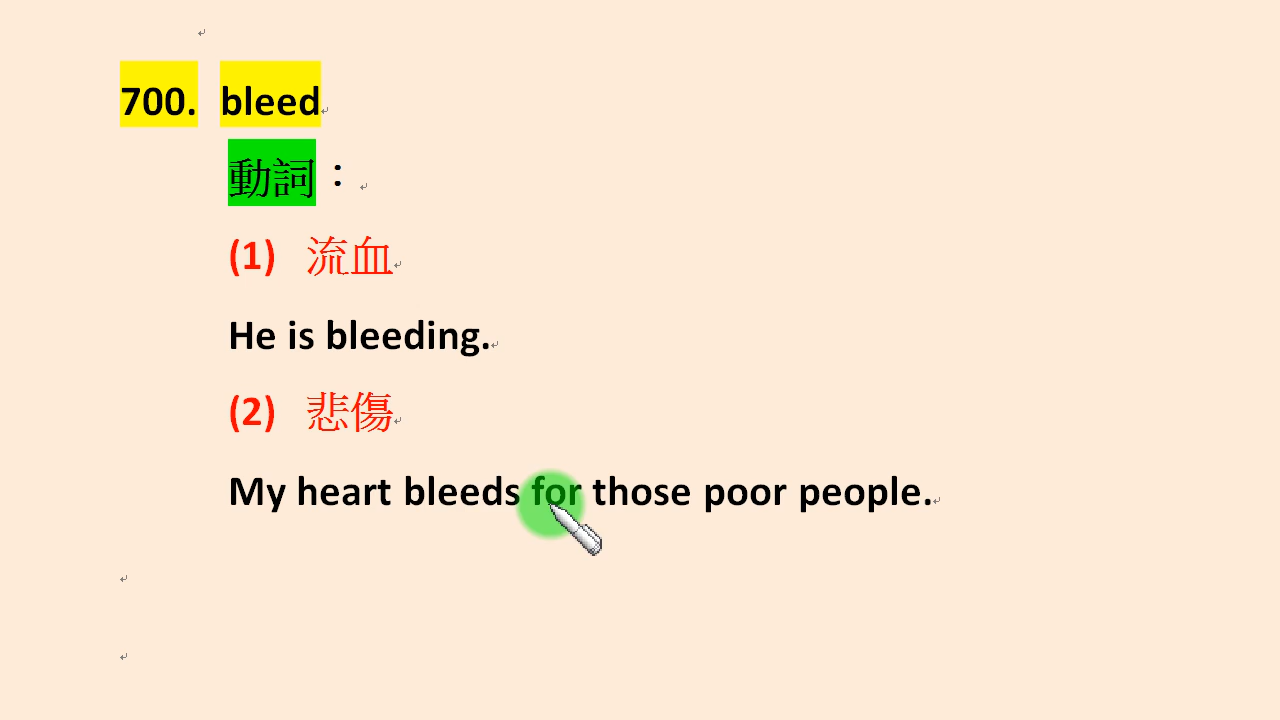 700. bleed
動詞：
(1) 流血
He is bleeding.
(2) 悲傷
My heart bleeds for those poor people.